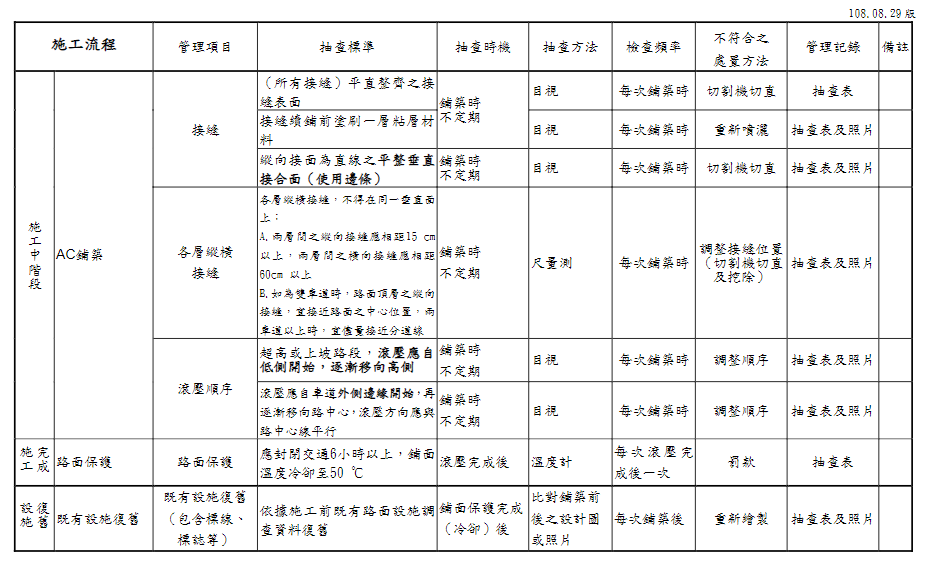 108.08.29版
施工流程
管理項目
抽查標準
抽查時機
抽查方法
檢查頻率
不符合之
處置方法
管理記錄
備註
施工中階段
AC鋪築
接縫
（所有接縫）平直整齊之接
縫表面
鋪築時
不定期
目視
每次鋪築時
切割機切直
抽查表
接縫續鋪前塗刷一層粘層材
料
目視
每次鋪築時
重新噴灑
抽查表及照片
縱向接面為直線之平整垂直
接合面（使用邊條）
鋪築時
不定期
目視
每次鋪築時
切割機切直
抽查表及照片
各層縱橫
接縫
各層縱橫接縫，不得在同一垂直面
上：
A.兩層間之縱向接縫應相距15 cm
以上，兩層間之橫向接縫應相距
60cm 以上
B.如為雙車道時，路面頂層之縱向
接縫，宜接近路面之中心位置，兩
車道以上時，宜儘量接近分道線
鋪築時
不定期
尺量測
每次鋪築時
調整接縫位置
（切割機切直
及挖除）
抽查表及照片
滾壓順序
超高或上坡路段，滾壓應自
低側開始，逐漸移向高側
鋪築時
不定期
目視
每次鋪築時
調整順序
抽查表及照片
滾壓應自車道外側邊緣開始，再
逐漸移向路中心，滾壓方向應與
路中心線平行
鋪築時
不定期
目視
每次鋪築時
調整順序
抽查表及照片
施工完成
路面保護
路面保護
應封閉交通6小時以上，鋪面
溫度冷卻至50 ℃
滾壓完成後
溫度計
每次滾壓完
成後一次
罰款
抽查表
設施復舊
既有設施復舊
既有設施復舊
（包含標線、
標誌等）
依據施工前既有路面設施調
查資料復舊
鋪面保護完成
（冷卻）後
比對鋪築前
後之設計圖
或照片
每次鋪築後
重新繪製
抽查表及照片